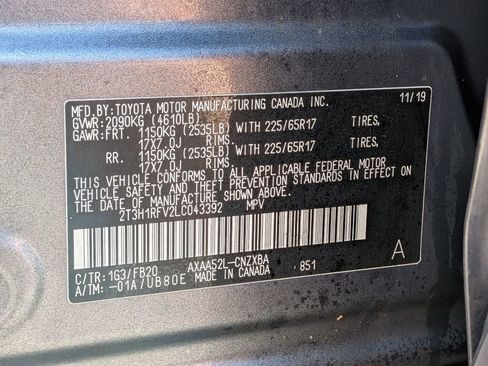 MFD.BY:TOYOTA MOTOR MANUFACTURING CANADA INC. 11/19
GVWR:2090KG (4610LB)
GAWR:FRT. 1150KG (2535LB) WITH 225/65R17 TIRES.
17X7.0J RIMS.
RR. 1150KG (2535LB) WITH 225/65R17 TIRES.
17X7.0J RIMS.
THIS VEHICLE CONFORMS TO ALL APPLICABLE FEDERAL MOTOR
VEHICLE SAFETY AND THEFT PREVENTION STANDARDS IN EFFECT ON THE DATE
OF MANUFACTURE SHOWN ABOVE.
2T3H1RFV2LC043392 MPV
A
C/TR: 1G3/FB20 AXAA52L-CNZXBA 851
A/TM: -01A/UB80E MADE IN CANADA